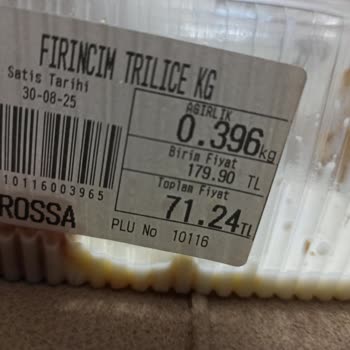 FIRINCIM TRILICE KG
Satis Tarihi
30-08-25
AGIRLIK
0.396kg
Birim Fiyat
179.90 TL
Toplam Fiyat
71.24TL
10116003965
ROSSA
PLU No 10116